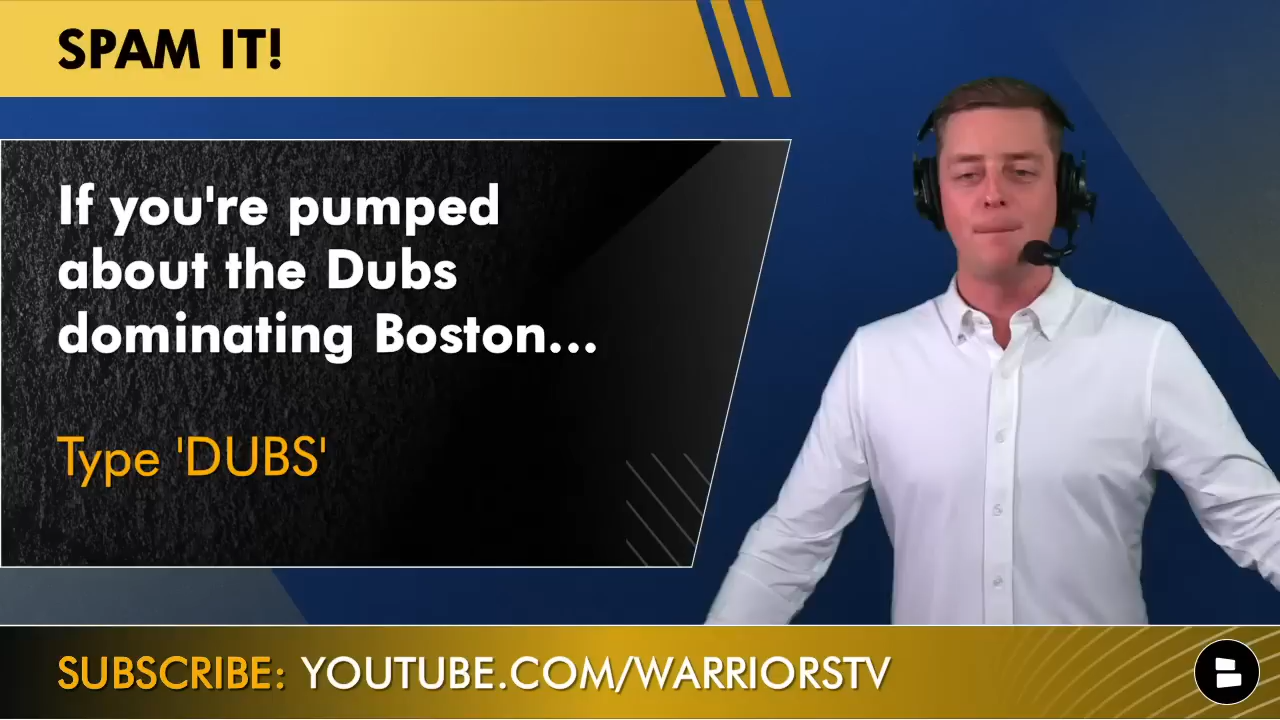 SPAM IT!
If you're pumped
about the Dubs
dominating Boston...
Type 'DUBS'
SUBSCRIBE: YOUTUBE.COM/WARRIORSTV